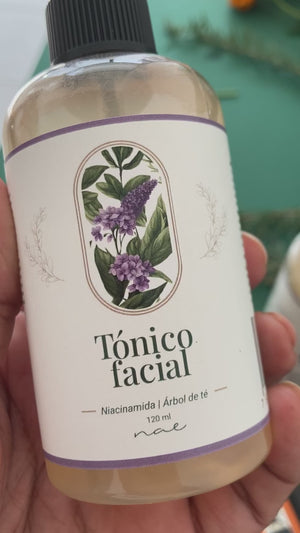 Tónico
facial
Niacinamida | Árbol de té
120 ml
nae